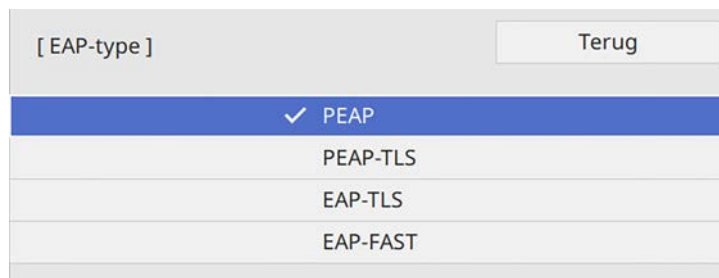 [ EAP-type ]
Terug
PEAP
PEAP-TLS
EAP-TLS
EAP-FAST